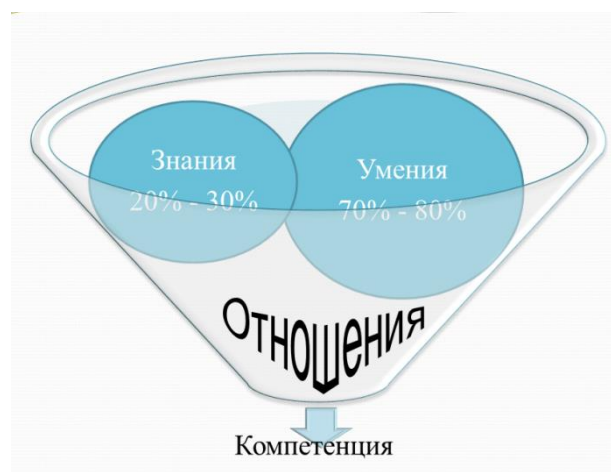 Знания
20% - 30%
Умения
70% - 80%
Отношения
Компетенция